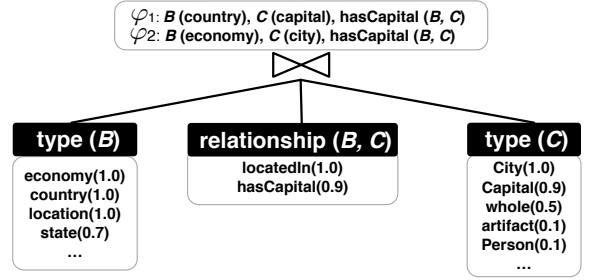 φ1: B (country), C (capital), hasCapital (B, C)
φ2: B (economy), C (city), hasCapital (B, C)
type (B)
economy(1.0)
country(1.0)
location(1.0)
state(0.7)
...
relationship (B, C)
locatedIn(1.0)
hasCapital(0.9)
type (C)
City(1.0)
Capital(0.9)
whole(0.5)
artifact(0.1)
Person(0.1)
...